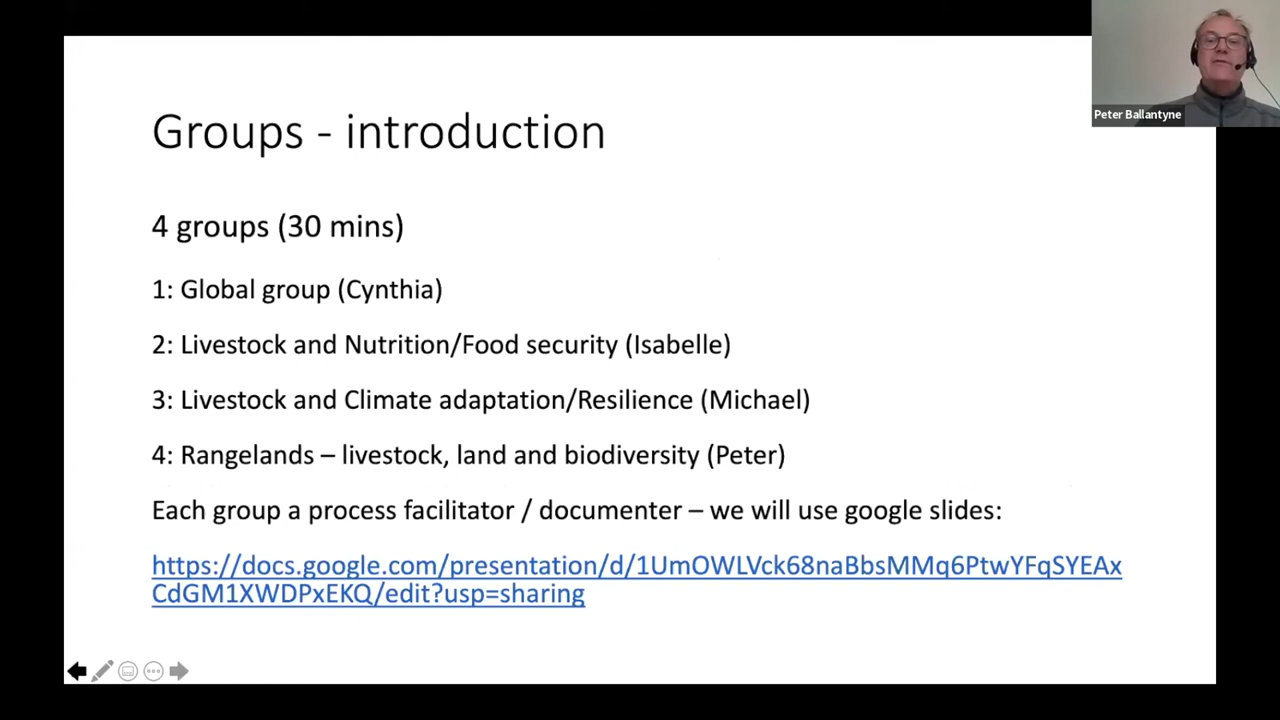 Peter Ballantyne
Groups - introduction
4 groups (30 mins)
1: Global group (Cynthia)
2: Livestock and Nutrition/Food security (Isabelle)
3: Livestock and Climate adaptation/Resilience (Michael)
4: Rangelands – livestock, land and biodiversity (Peter)
Each group a process facilitator / documenter – we will use google slides:
https://docs.google.com/presentation/d/1UmOWLVck68naBbsMMq6PtwYFqSYEAx
CdGM1XWDPxEKQ/edit?usp=sharing